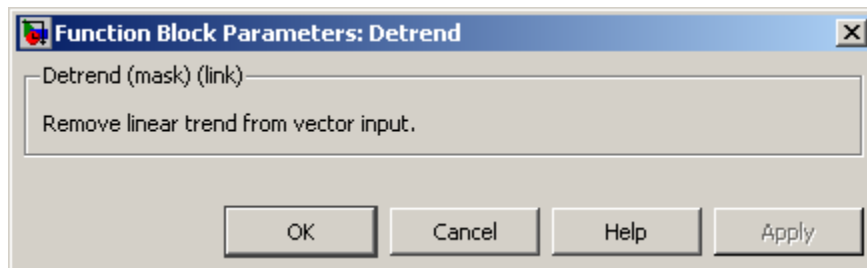 Function Block Parameters: Detrend
Detrend (mask) (link)
Remove linear trend from vector input.
OK Cancel Help Apply